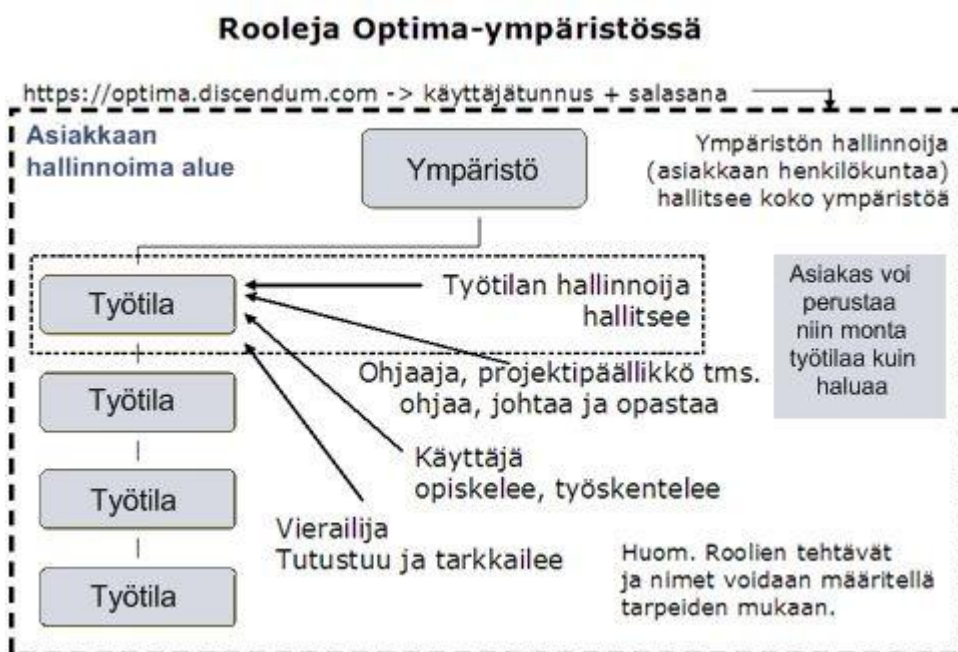 Rooleja Optima-ympäristössä
https://optima.discendum.com -> käyttäjätunnus + salasana
Asiakkaan
hallinnoima alue
Ympäristö
Ympäristön hallinnoija
(asiakkaan henkilökuntaa)
hallitsee koko ympäristöä
Työtila
Työtilan hallinnoija
hallitsee
Asiakas voi
perustaa
niin monta
työtilaa kuin
haluaa
Ohjaaja, projektipäällikkö tms.
ohjaa, johtaa ja opastaa
Työtila
Käyttäjä
opiskelee, työskentelee
Työtila
Vierailija
Tutustuu ja tarkkailee
Työtila
Huom. Roolien tehtävät
ja nimet voidaan määritellä
tarpeiden mukaan.